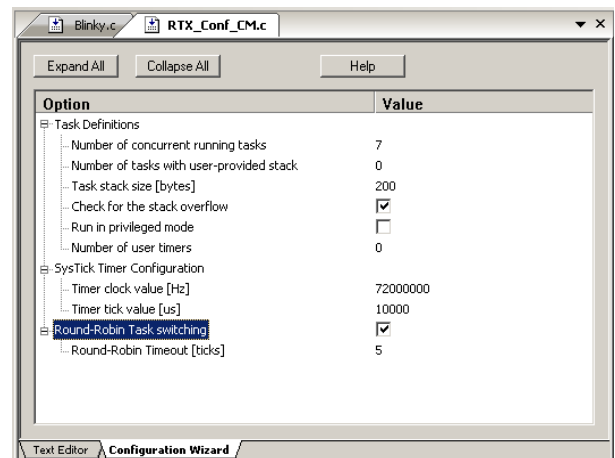 Blinky.c
RTX_Conf_CM.c
Expand All Collapse All Help
Option Value
Task Definitions
Number of concurrent running tasks 7
Number of tasks with user-provided stack 0
Task stack size [bytes] 200
Check for the stack overflow
Run in privileged mode
Number of user timers 0
SysTick Timer Configuration
Timer clock value [Hz] 72000000
Timer tick value [us] 10000
Round-Robin Task switching
Round-Robin Timeout [ticks] 5
Text Editor Configuration Wizard